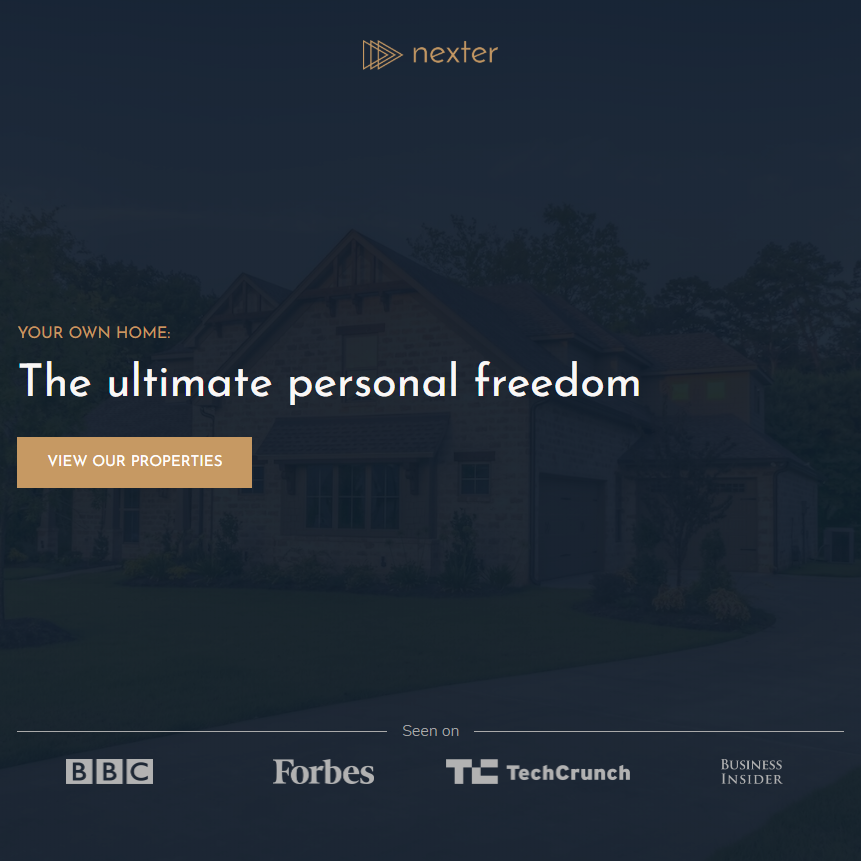 nexter
YOUR OWN HOME:
The ultimate personal freedom
VIEW OUR PROPERTIES
Seen on
BBC Forbes TC TechCrunch BUSINESS
INSIDER